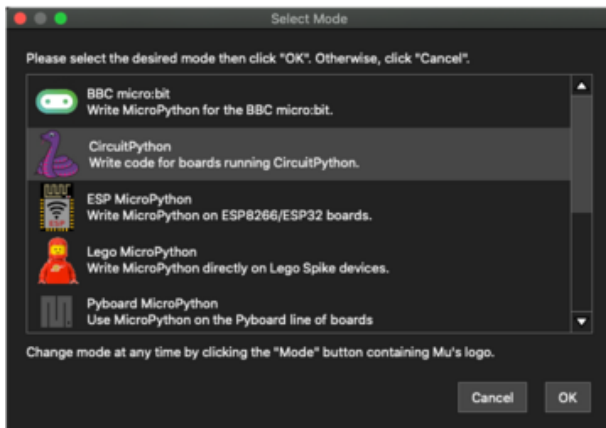 Select Mode
Please select the desired mode then click "OK". Otherwise, click "Cancel".
BBC micro:bit
Write MicroPython for the BBC micro:bit.
CircuitPython
Write code for boards running CircuitPython.
ESP
ESP MicroPython
Write MicroPython on ESP8266/ESP32 boards.
Lego MicroPython
Write MicroPython directly on Lego Spike devices.
Pyboard MicroPython
Use MicroPython on the Pyboard line of boards
Change mode at any time by clicking the "Mode" button containing Mu's logo.
Cancel OK